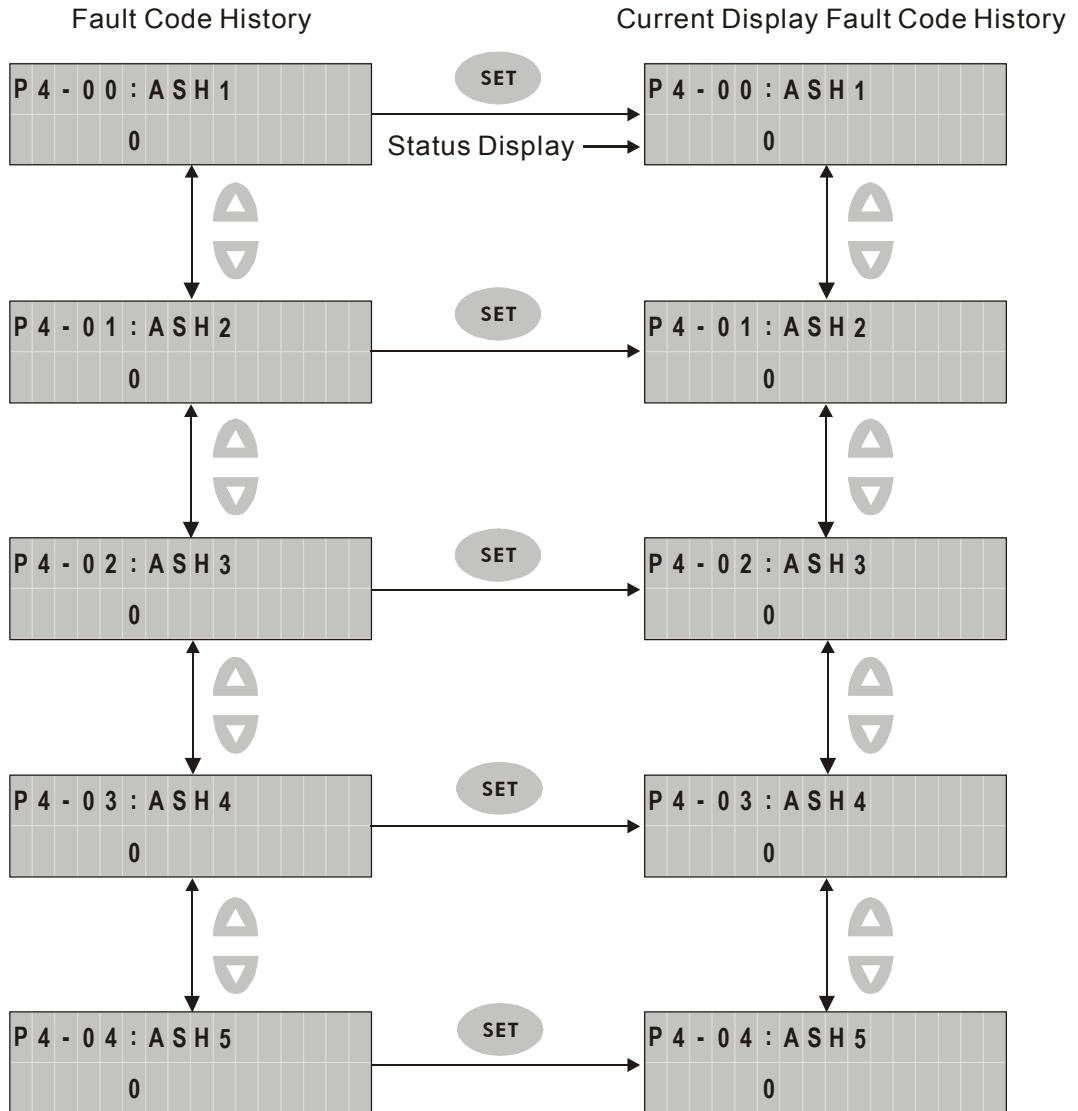 Fault Code History
Current Display Fault Code History
P4-00:ASH1
0
SET
Status Display
P4-00:ASH1
0
P4-01:ASH2
0
SET
P4-01:ASH2
0
P4-02:ASH3
0
SET
P4-02:ASH3
0
P4-03:ASH4
0
SET
P4-03:ASH4
0
P4-04:ASH5
0
SET
P4-04:ASH5
0